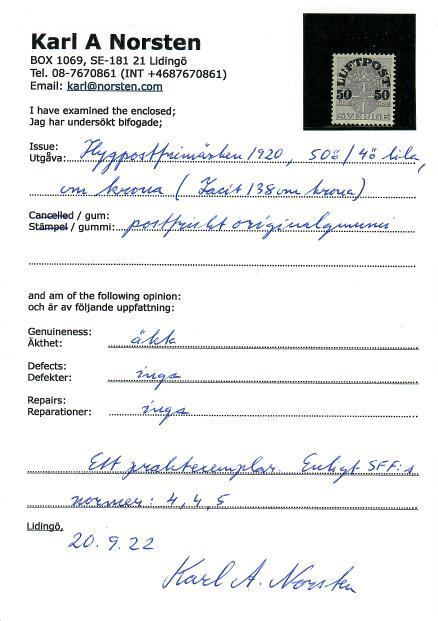 Karl A Norsten
BOX 1069, SE-181 21 Lidingö
Tel. 08-7670861 (INT +4687670861)
Email: karl@norsten.com
LUFTPOST
50 50
ÖRE ÖRE
SVERIGE
I have examined the enclosed;
Jag har undersökt bifogade;
Issue:
Utgåva: Flygpostfrimärken 1920, 50ö/4ö lila,
om krona (Facit 138 om krona)
Cancelled / gum:
Stämpel / gummi: postfriskt originalgummi
and am of the following opinion:
och är av följande uppfattning:
Genuineness:
Äkthet: äkta
Defects:
Defekter: inga
Repairs:
Reparationer: inga
Ett praktexemplar. Enligt SFF:s
normer: 4, 4, 5
Lidingö,
20.9.22
Karl A. Norsten